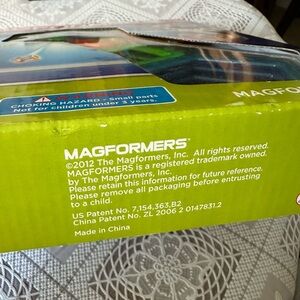 CHOKING HAZARD - Small parts
Not for children under 3 years.
MAGFO
MAGFORMERS®
©2012 The Magformers, Inc. All rights reserved.
MAGFORMERS is a registered trademark owned.
by The Magformers, Inc.
Please retain this information for future reference.
Please remove all packaging before entrusting
to a child.
US Patent No. 7,154,363,B2
China Patent No. ZL 2006 2 0147831.2
Made in China